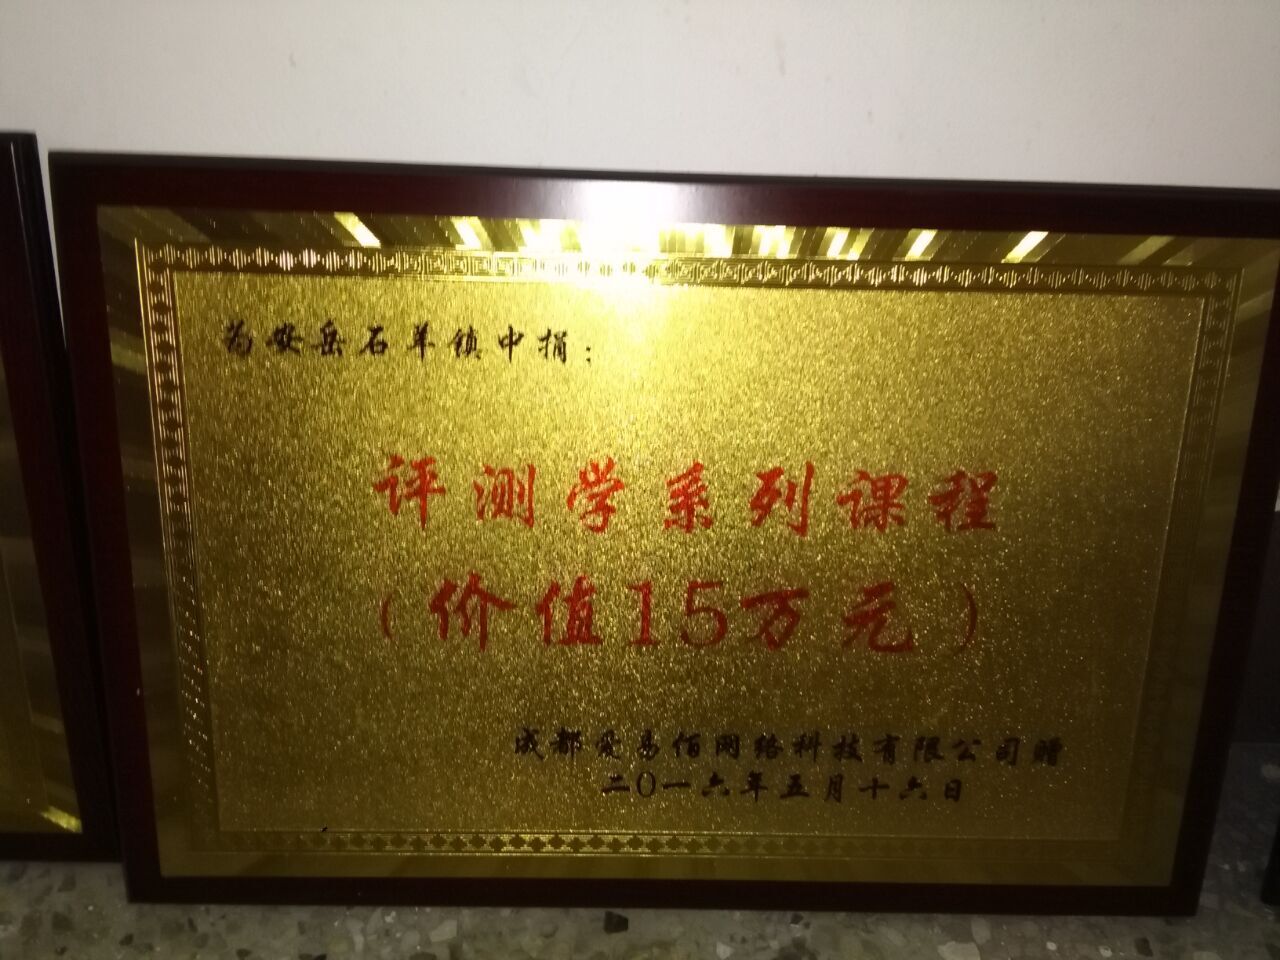 为安岳石羊镇中捐：
评测学系列课程
（价值15万元）
成都爱易佰网络科技有限公司赠
二〇一六年五月十六日